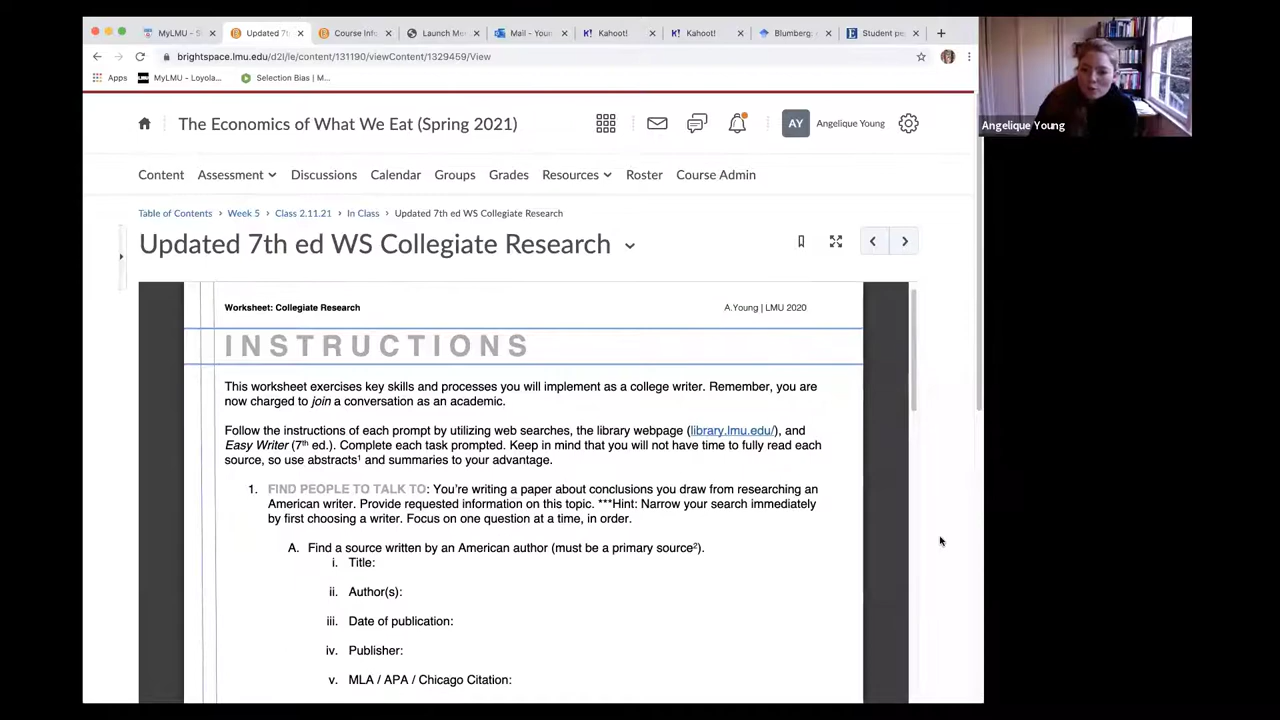 MyLMU - S
Updated 7t
Course Inf
Launch Me
Mail - Youn
Kahoot!
Kahoot!
Blumberg: a
Student pe
brightspace.lmu.edu/d2l/le/content/131190/viewContent/1329459/View
Apps
LMU
MyLMU - Loyola...
Selection Bias | M...
Angelique Young
The Economics of What We Eat (Spring 2021)
AY
Angelique Young
Content
Assessment
Discussions
Calendar
Groups
Grades
Resources
Roster
Course Admin
Table of Contents > Week 5 > Class 2.11.21 > In Class > Updated 7th ed WS Collegiate Research
Updated 7th ed WS Collegiate Research
Worksheet: Collegiate Research
A.Young | LMU 2020
INSTRUCTIONS
This worksheet exercises key skills and processes you will implement as a college writer. Remember, you are
now charged to join a conversation as an academic.
Follow the instructions of each prompt by utilizing web searches, the library webpage (library.lmu.edu/), and
Easy Writer (7th ed.). Complete each task prompted. Keep in mind that you will not have time to fully read each
source, so use abstracts¹ and summaries to your advantage.
1. FIND PEOPLE TO TALK TO: You're writing a paper about conclusions you draw from researching an
American writer. Provide requested information on this topic. ***Hint: Narrow your search immediately
by first choosing a writer. Focus on one question at a time, in order.
A. Find a source written by an American author (must be a primary source²).
i. Title:
ii. Author(s):
iii. Date of publication:
iv. Publisher:
v. MLA / APA / Chicago Citation: